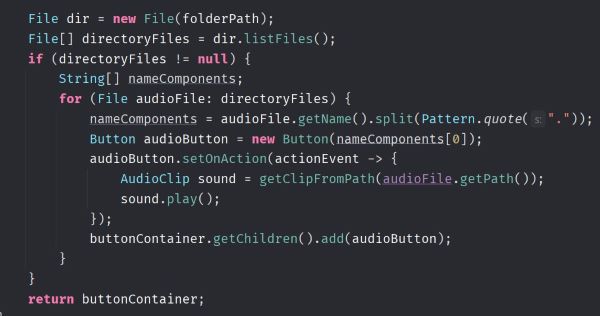 File dir = new File(folderPath);
File[] directoryFiles = dir.listFiles();
if (directoryFiles != null) {
    String[] nameComponents;
    for (File audioFile: directoryFiles) {
        nameComponents = audioFile.getName().split(Pattern.quote( s: "."));
        Button audioButton = new Button(nameComponents[0]);
        audioButton.setOnAction(actionEvent -> {
            AudioClip sound = getClipFromPath(audioFile.getPath());
            sound.play();
        });
        buttonContainer.getChildren().add(audioButton);
    }
}
return buttonContainer;